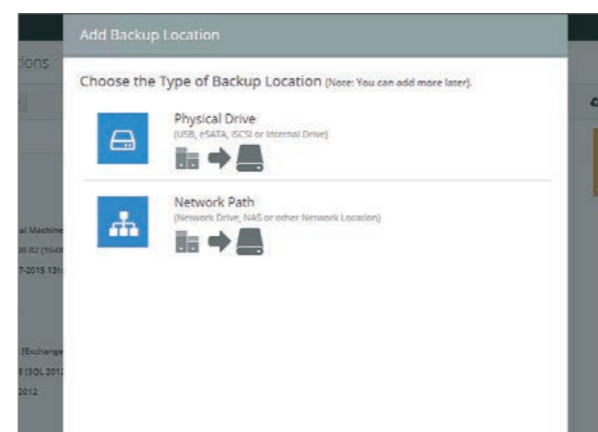 Add Backup Location
tions
Choose the Type of Backup Location (Note: You can add more later).
Physical Drive
(USB, eSATA, iSCSI or Internal Drive)
Network Path
(Network Drive, NAS or other Network Location)
al Machine
7-2015 13h
[Exchange
[SQL 2012
2012